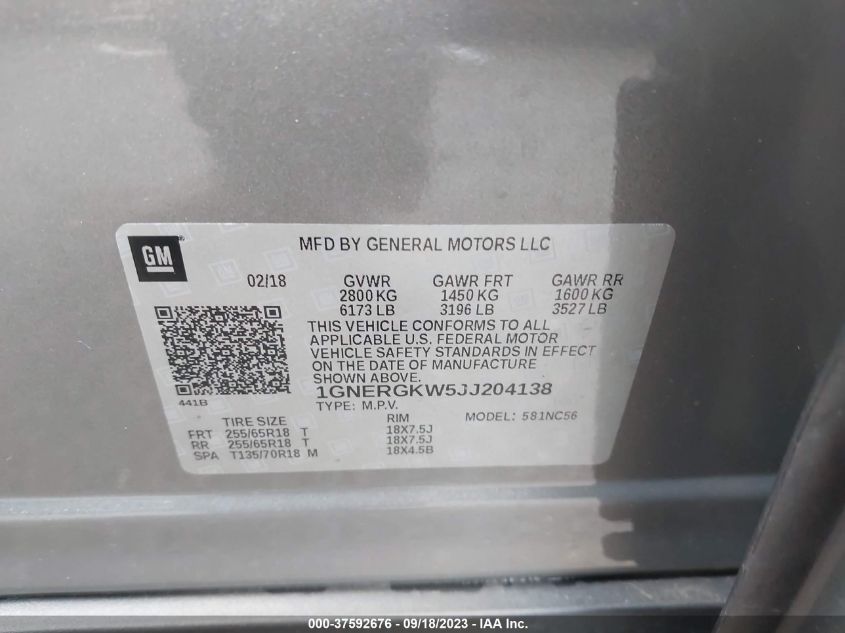 GM
MFD BY GENERAL MOTORS LLC
02/18 GVWR GAWR FRT GAWR RR
2800 KG 1450 KG 1600 KG
6173 LB 3196 LB 3527 LB
THIS VEHICLE CONFORMS TO ALL
APPLICABLE U.S. FEDERAL MOTOR
VEHICLE SAFETY STANDARDS IN EFFECT
ON THE DATE OF MANUFACTURE
SHOWN ABOVE.
441B
1GNERGKW5JJ204138
TYPE: M.P.V. MODEL: 581NC56
TIRE SIZE RIM
FRT 255/65R18 T 18X7.5J
RR 255/65R18 T 18X7.5J
SPA T135/70R18 M 18X4.5B
000-37592676 - 09/18/2023 - © IAA Inc.